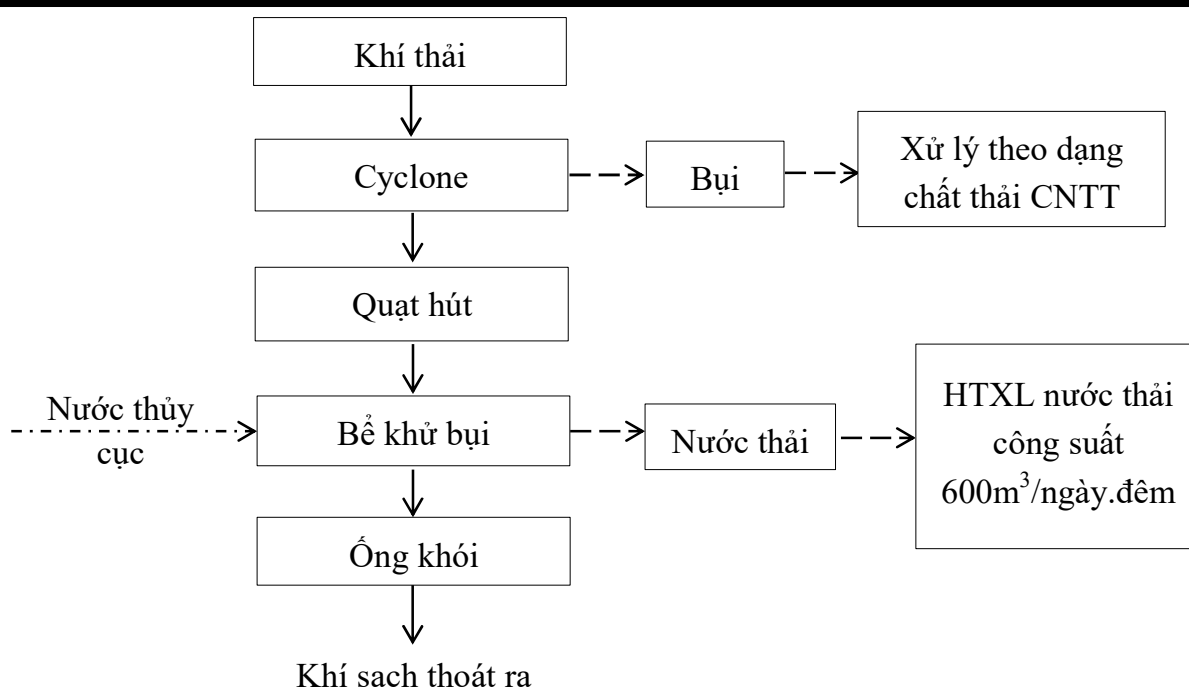 Khí thải
Cyclone
Bụi
Xử lý theo dạng
chất thải CNTT
Quạt hút
Nước thủy
cục
Bể khử bụi
Nước thải
HTXL nước thải
công suất
600m³/ngày.đêm
Ống khói
Khí sạch thoát ra